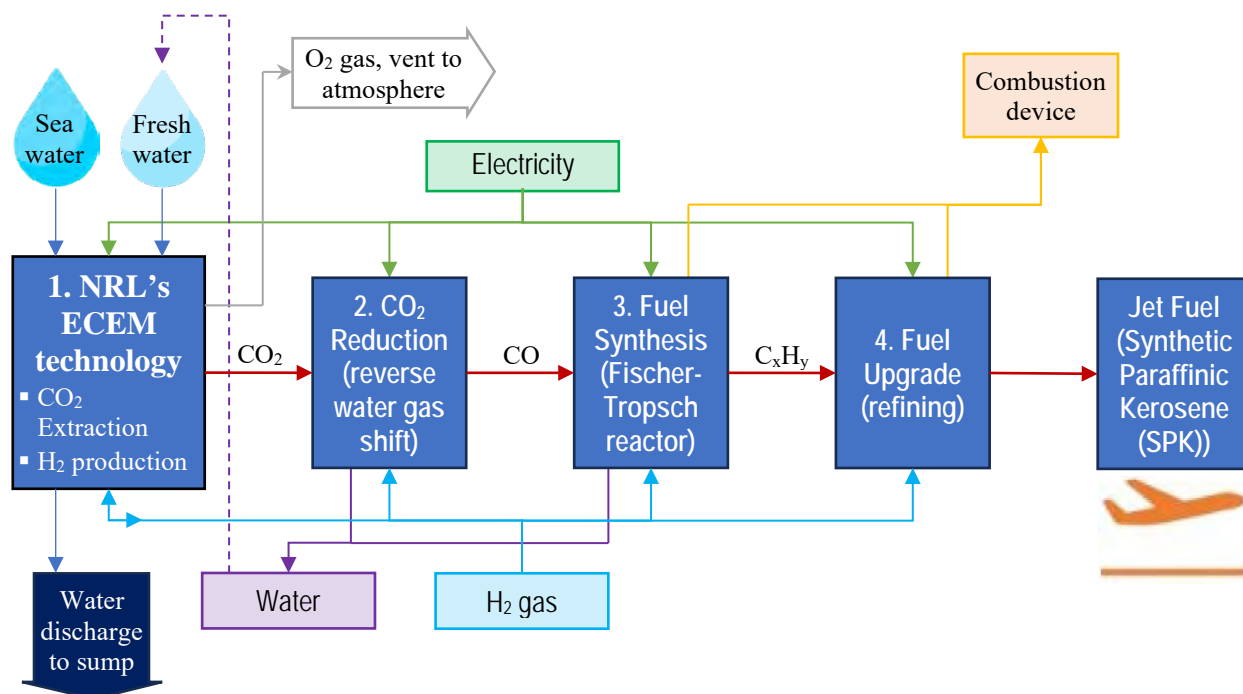 O₂ gas, vent to
atmosphere
Combustion
device
Sea
water
Fresh
water
Electricity
1. NRL’s
ECEM
technology
▪ CO₂
Extraction
▪ H₂ production
CO₂
2. CO₂
Reduction
(reverse
water gas
shift)
CO
3. Fuel
Synthesis
(Fischer-
Tropsch
reactor)
CₓHᵧ
4. Fuel
Upgrade
(refining)
Jet Fuel
(Synthetic
Paraffinic
Kerosene
(SPK))
Water
discharge
to sump
Water
H₂ gas